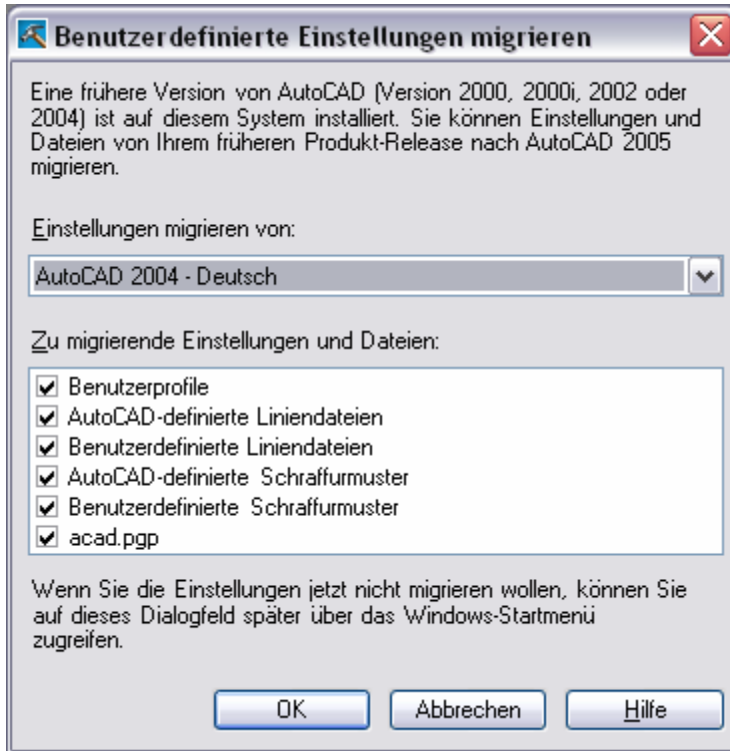 Benutzerdefinierte Einstellungen migrieren
Eine frühere Version von AutoCAD (Version 2000, 2000i, 2002 oder
2004) ist auf diesem System installiert. Sie können Einstellungen und
Dateien von Ihrem früheren Produkt-Release nach AutoCAD 2005
migrieren.
Einstellungen migrieren von:
AutoCAD 2004 - Deutsch
Zu migrierende Einstellungen und Dateien:
Benutzerprofile
AutoCAD-definierte Liniendateien
Benutzerdefinierte Liniendateien
AutoCAD-definierte Schraffurmuster
Benutzerdefinierte Schraffurmuster
acad.pgp
Wenn Sie die Einstellungen jetzt nicht migrieren wollen, können Sie
auf dieses Dialogfeld später über das Windows-Startmenü
zugreifen.
OK Abbrechen Hilfe